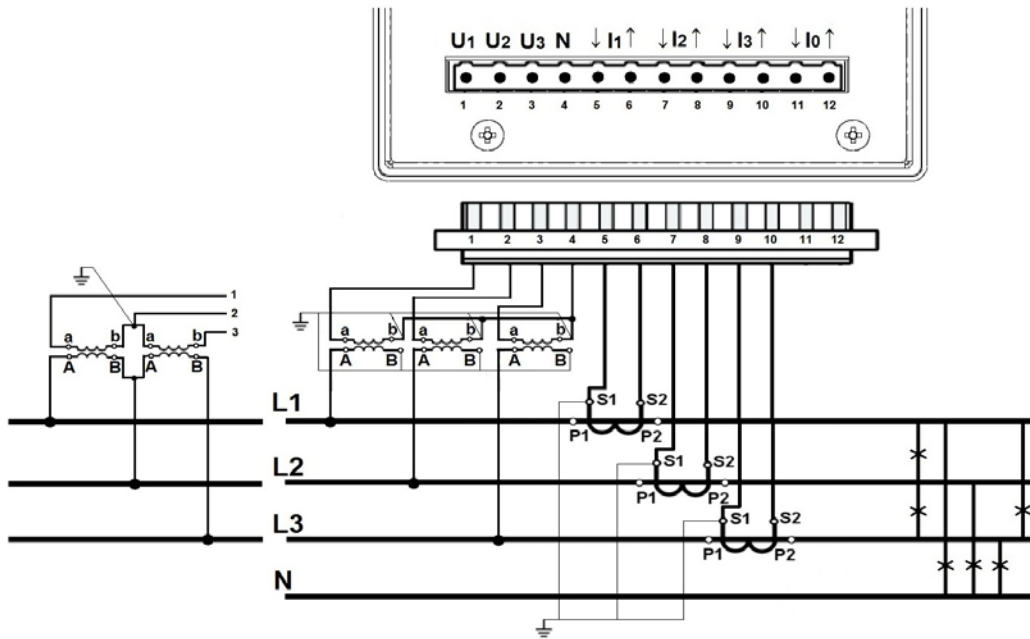 U1 U2 U3 N ↓ I1 ↑ ↓ I2 ↑ ↓ I3 ↑ ↓ I0 ↑
1 2 3 4 5 6 7 8 9 10 11 12
1 2 3 4 5 6 7 8 9 10 11 12
1
2
3
a b a b
A B A B
a b a b a b
A B A B A B
S1 S2
L1
P1 P2
S1 S2
L2
P1 P2
S1 S2
L3
P1 P2
N